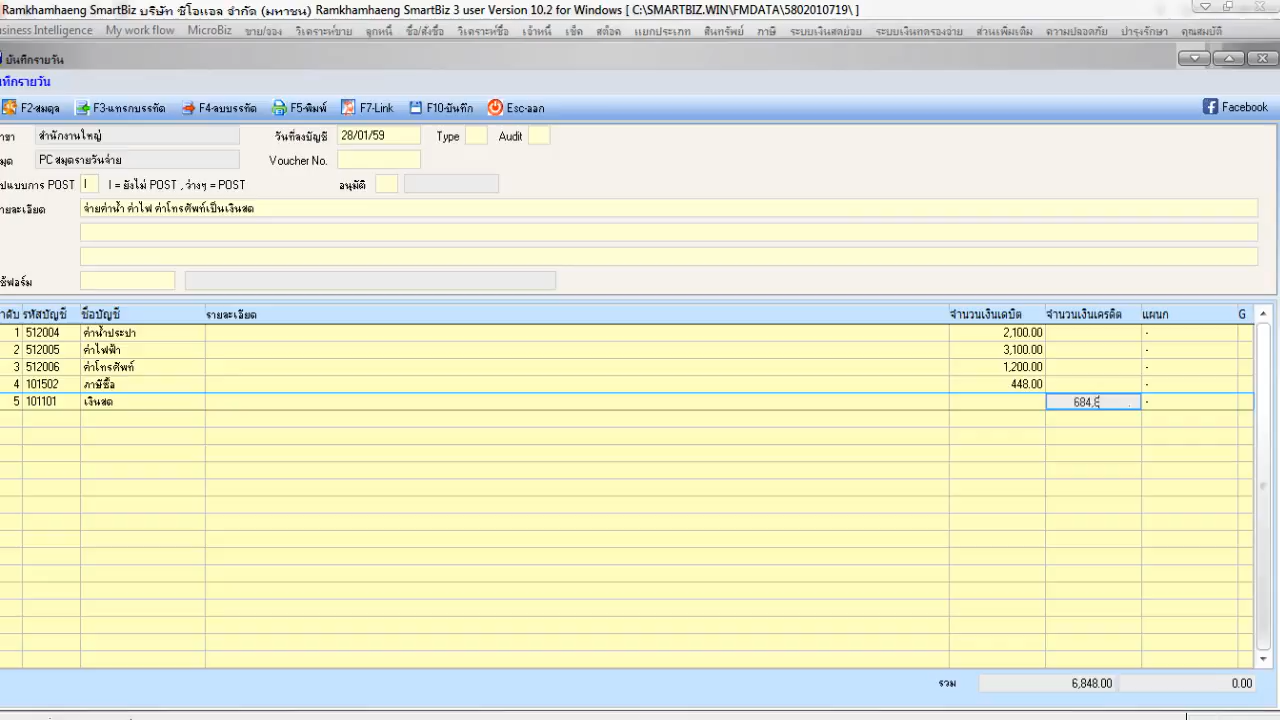 Ramkhamhaeng SmartBiz บริษัท ซีโอแอล จำกัด (มหาชน) Ramkhamhaeng SmartBiz 3 user Version 10.2 for Windows [ C:\SMARTBIZ.WIN\FMDATA\5802010719\ ]
usiness Intelligence My work flow MicroBiz ขาย/จอง วิเคราะห์ขาย ลูกหนี้ ซื้อ/สั่งซื้อ วิเคราะห์ซื้อ เจ้าหนี้ เช็ค สต๊อค แยกประเภท สินทรัพย์ ภาษี ระบบเงินสดย่อย ระบบเงินทดรองจ่าย ส่วนเพิ่มเติม ความปลอดภัย บำรุงรักษา คุณสมบัติ
บันทึกรายวัน
นทึกรายวัน
F2-สมุด F3-แทรกบรรทัด F4-ลบบรรทัด F5-พิมพ์ F7-Link F10-บันทึก Esc-ออก Facebook
าขา สำนักงานใหญ่ วันที่ลงบัญชี 28/01/59 Type Audit
มุด PC สมุดรายวันจ่าย Voucher No.
ปแบบการ POST I I = ยังไม่ POST , ว่างๆ = POST อนุมัติ
ายละเอียด จ่ายค่าน้ำ ค่าไฟ ค่าโทรศัพท์เป็นเงินสด
ช้ฟอร์ม
าดับ รหัสบัญชี ชื่อบัญชี รายละเอียด จำนวนเงินเดบิต จำนวนเงินเครดิต แผนก G
1 512004 ค่าน้ำประปา 2,100.00 -
2 512005 ค่าไฟฟ้า 3,100.00 -
3 512006 ค่าโทรศัพท์ 1,200.00 -
4 101502 ภาษีซื้อ 448.00 -
5 101101 เงินสด -
รวม 6,848.00 0.00